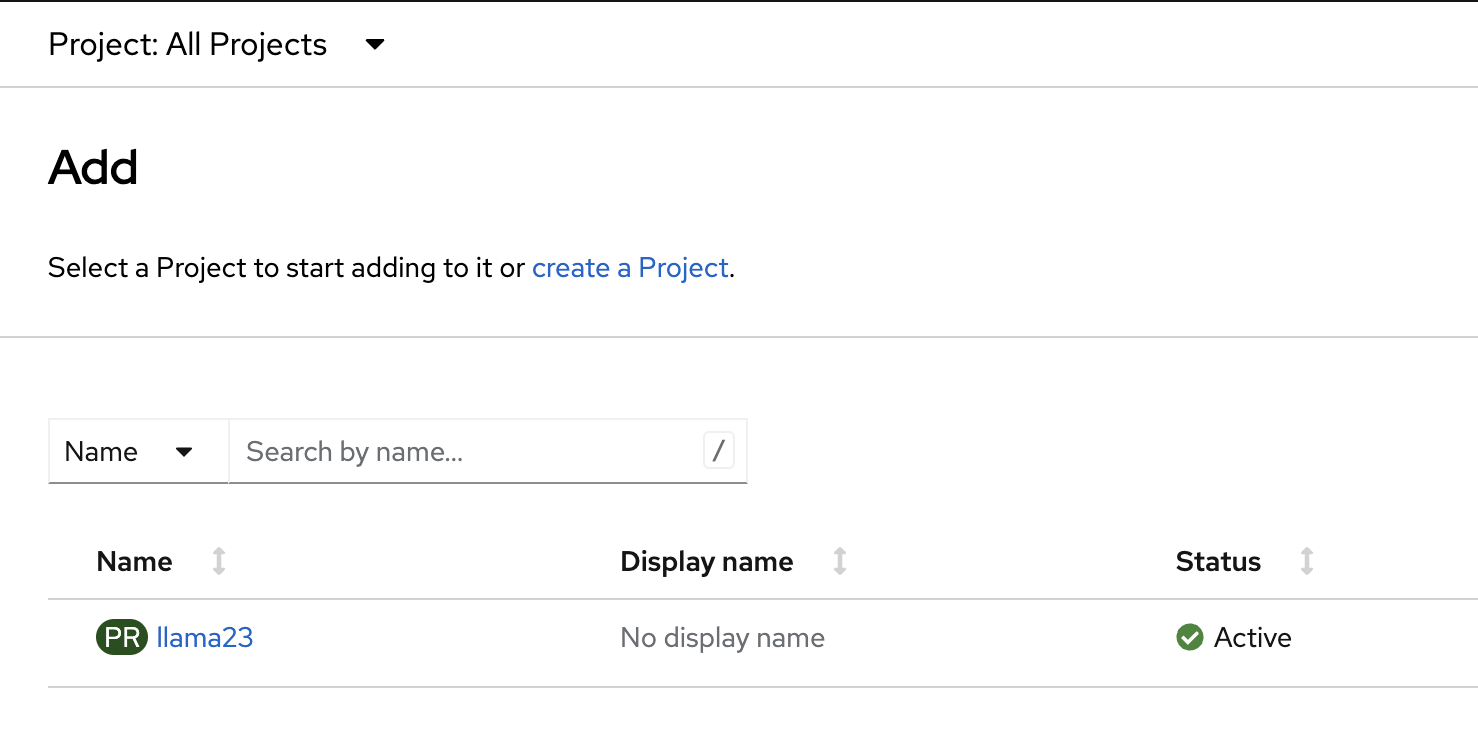 Project: All Projects
Add
Select a Project to start adding to it or create a Project.
Name Search by name... /
Name Display name Status
PR llama23 No display name Active